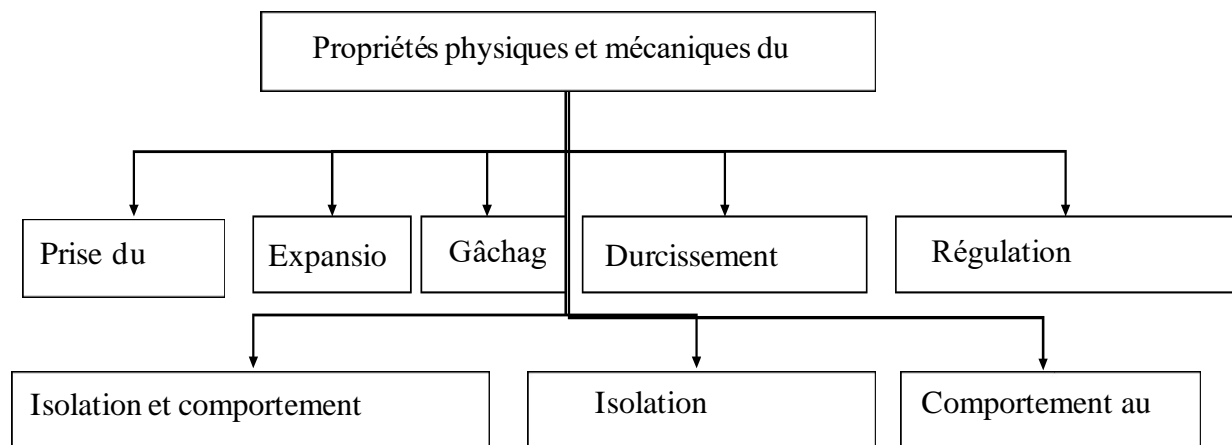 Propriétés physiques et mécaniques du
Prise du
Expansio
Gâchag
Durcissement
Régulation
Isolation et comportement
Isolation
Comportement au